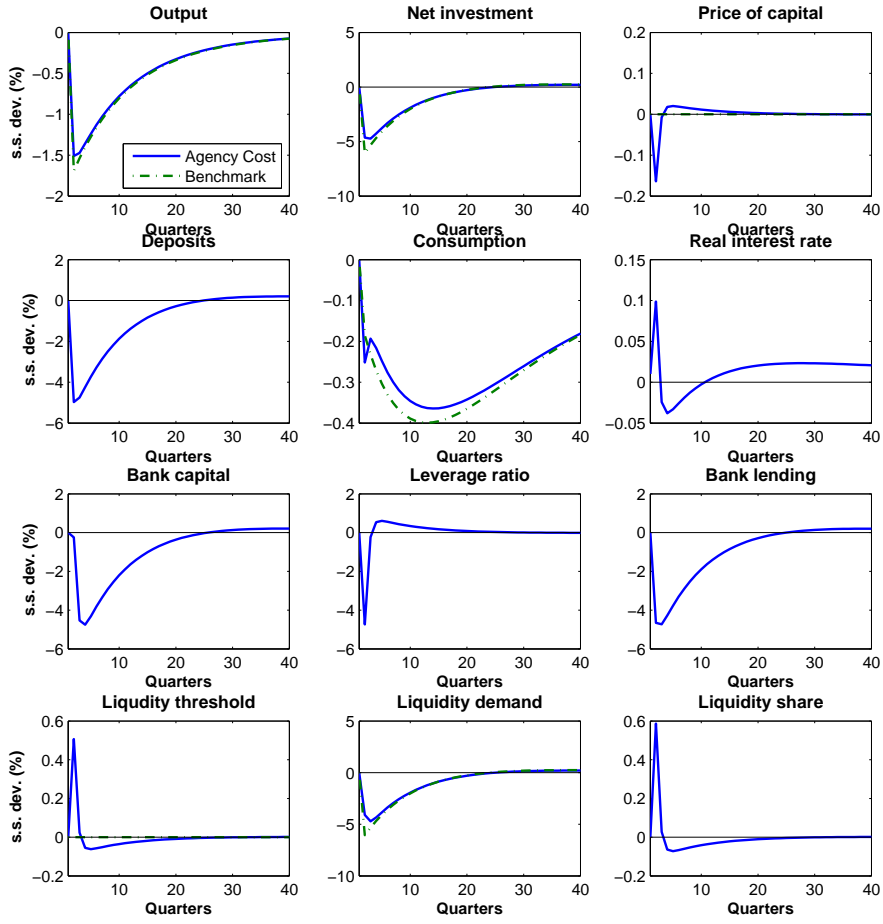 Output Net investment Price of capital
s.s. dev. (%)
0
−0.5
−1
−1.5
−2
Agency Cost
Benchmark
10 20 30 40
Quarters
5
0
−5
−10
10 20 30 40
Quarters
0.2
0.1
0
−0.1
−0.2
10 20 30 40
Quarters
Deposits Consumption Real interest rate
s.s. dev. (%)
2
0
−2
−4
−6
10 20 30 40
Quarters
0
−0.1
−0.2
−0.3
−0.4
10 20 30 40
Quarters
0.15
0.1
0.05
0
−0.05
10 20 30 40
Quarters
Bank capital Leverage ratio Bank lending
s.s. dev. (%)
2
0
−2
−4
−6
10 20 30 40
Quarters
2
0
−2
−4
−6
10 20 30 40
Quarters
2
0
−2
−4
−6
10 20 30 40
Quarters
Liqudity threshold Liquidity demand Liquidity share
s.s. dev. (%)
0.6
0.4
0.2
0
−0.2
10 20 30 40
Quarters
5
0
−5
−10
10 20 30 40
Quarters
0.6
0.4
0.2
0
−0.2
10 20 30 40
Quarters